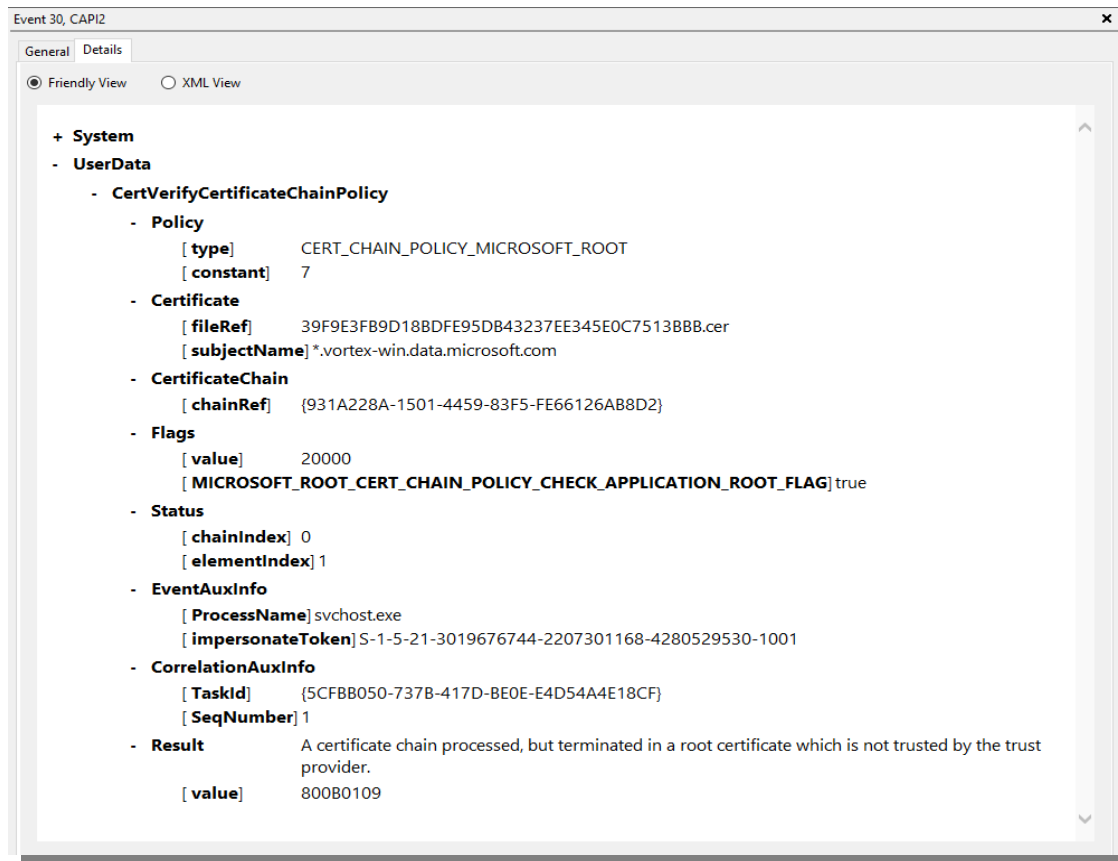 Event 30, CAPI2
General Details
Friendly View XML View
+ System
- UserData
- CertVerifyCertificateChainPolicy
- Policy
[ type] CERT_CHAIN_POLICY_MICROSOFT_ROOT
[ constant] 7
- Certificate
[ fileRef] 39F9E3FB9D18BDFE95DB43237EE345E0C7513BBB.cer
[ subjectName] *.vortex-win.data.microsoft.com
- CertificateChain
[ chainRef] {931A228A-1501-4459-83F5-FE66126AB8D2}
- Flags
[ value] 20000
[ MICROSOFT_ROOT_CERT_CHAIN_POLICY_CHECK_APPLICATION_ROOT_FLAG] true
- Status
[ chainIndex] 0
[ elementIndex] 1
- EventAuxInfo
[ ProcessName] svchost.exe
[ impersonateToken] S-1-5-21-3019676744-2207301168-4280529530-1001
- CorrelationAuxInfo
[ TaskId] {5CFBB050-737B-417D-BE0E-E4D54A4E18CF}
[ SeqNumber] 1
- Result A certificate chain processed, but terminated in a root certificate which is not trusted by the trust
provider.
[ value] 800B0109